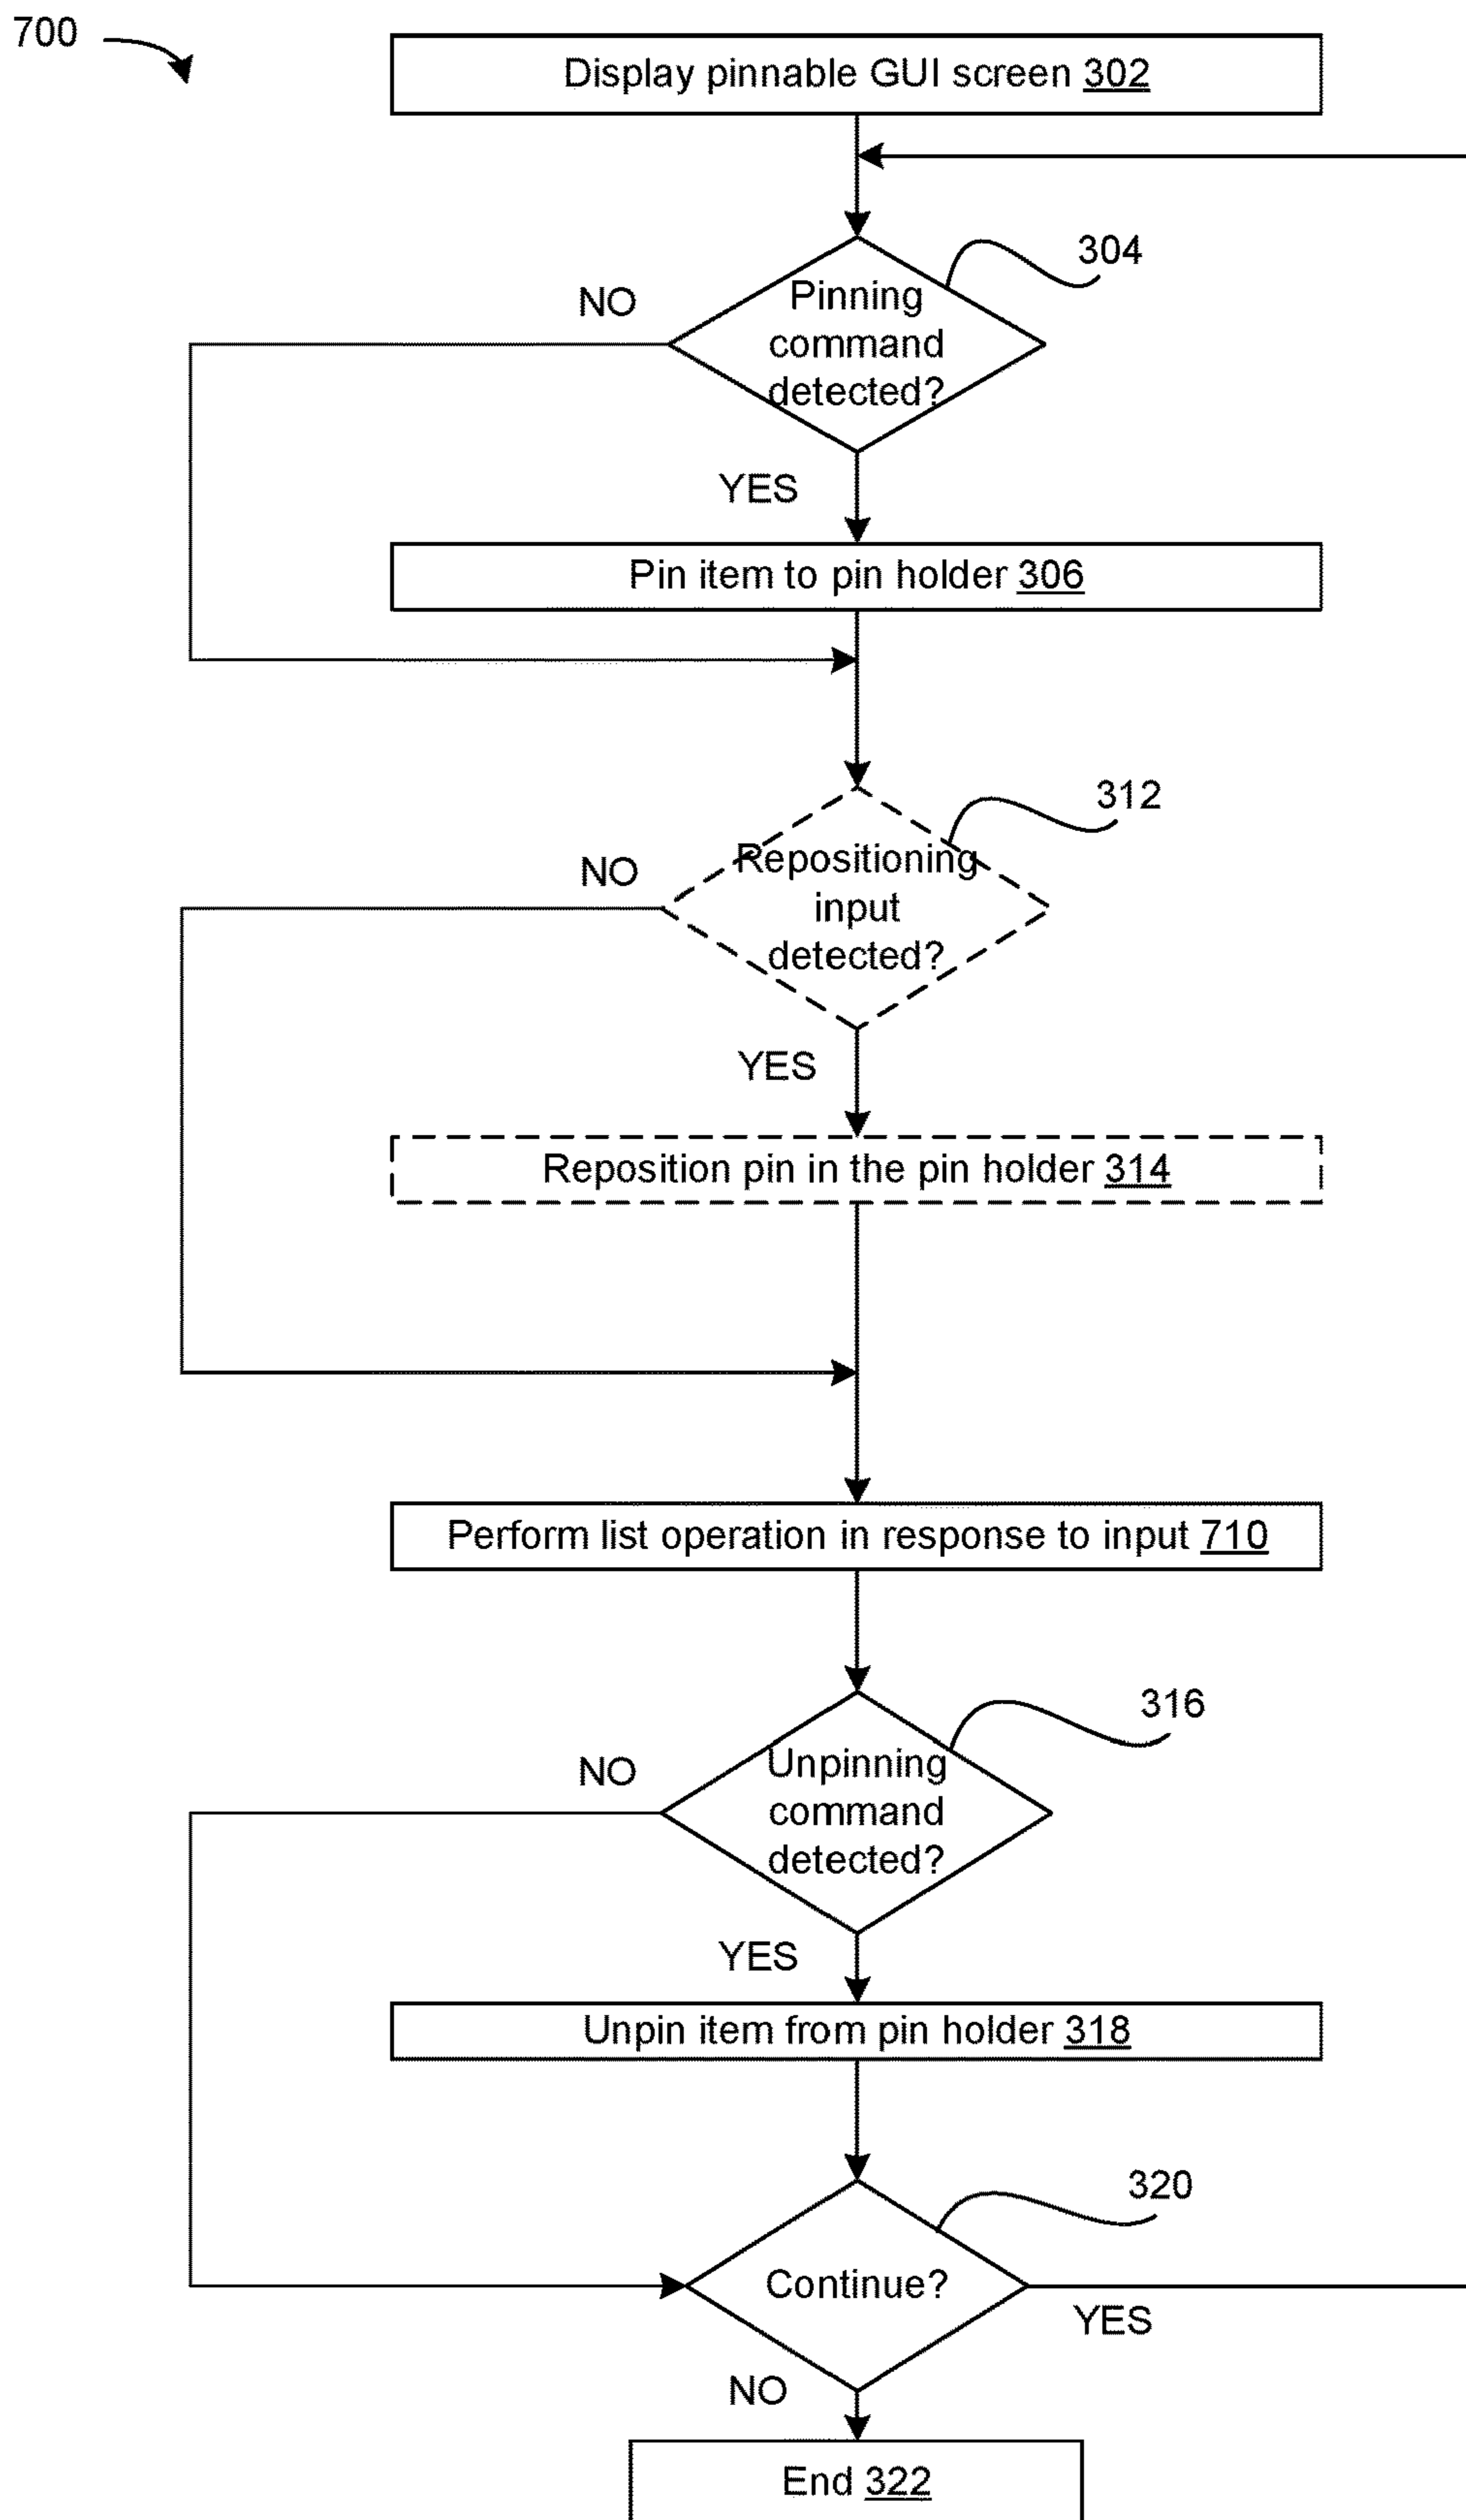 700
Display pinnable GUI screen 302
304
NO
Pinning
command
detected?
YES
Pin item to pin holder 306
312
NO
Repositioning
input
detected?
YES
Reposition pin in the pin holder 314
Perform list operation in response to input 710
316
NO
Unpinning
command
detected?
YES
Unpin item from pin holder 318
320
Continue?
YES
NO
End 322